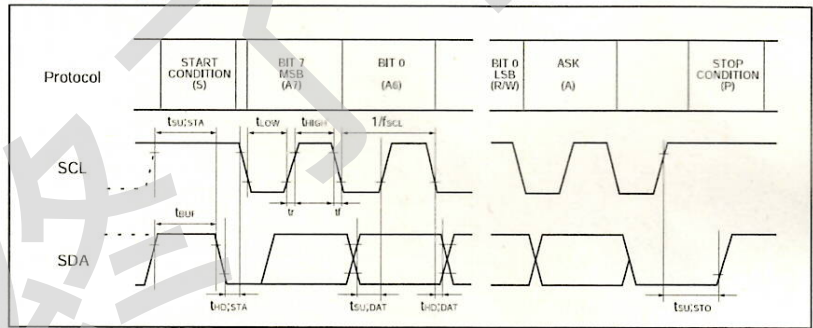 Protocol
START
CONDITION
(S)
BIT 7
MSB
(A7)
BIT 0
(A6)
BIT 0
LSB
(R/W)
ASK
(A)
STOP
CONDITION
(P)
tSU;STA
tLOW
tHIGH
1/fSCL
SCL
tr
tf
tBUF
SDA
tHD;STA
tSU;DAT
tHD;DAT
tSU;STO